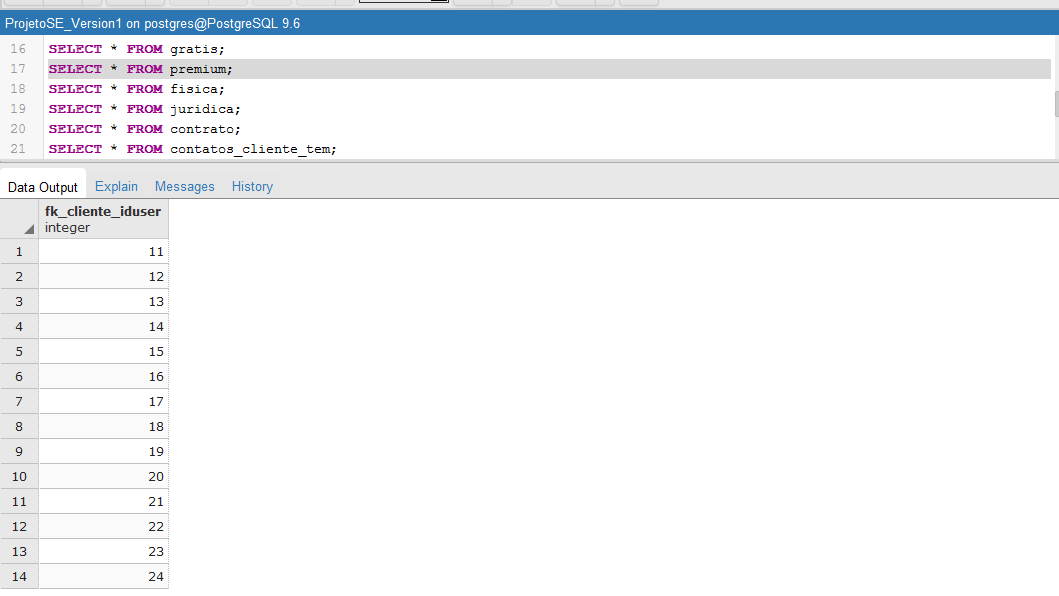 ProjetoSE_Version1 on postgres@PostgreSQL 9.6
16 SELECT * FROM gratis;
17 SELECT * FROM premium;
18 SELECT * FROM fisica;
19 SELECT * FROM juridica;
20 SELECT * FROM contrato;
21 SELECT * FROM contatos_cliente_tem;
Data Output Explain Messages History
fk_cliente_iduser
integer
1 11
2 12
3 13
4 14
5 15
6 16
7 17
8 18
9 19
10 20
11 21
12 22
13 23
14 24